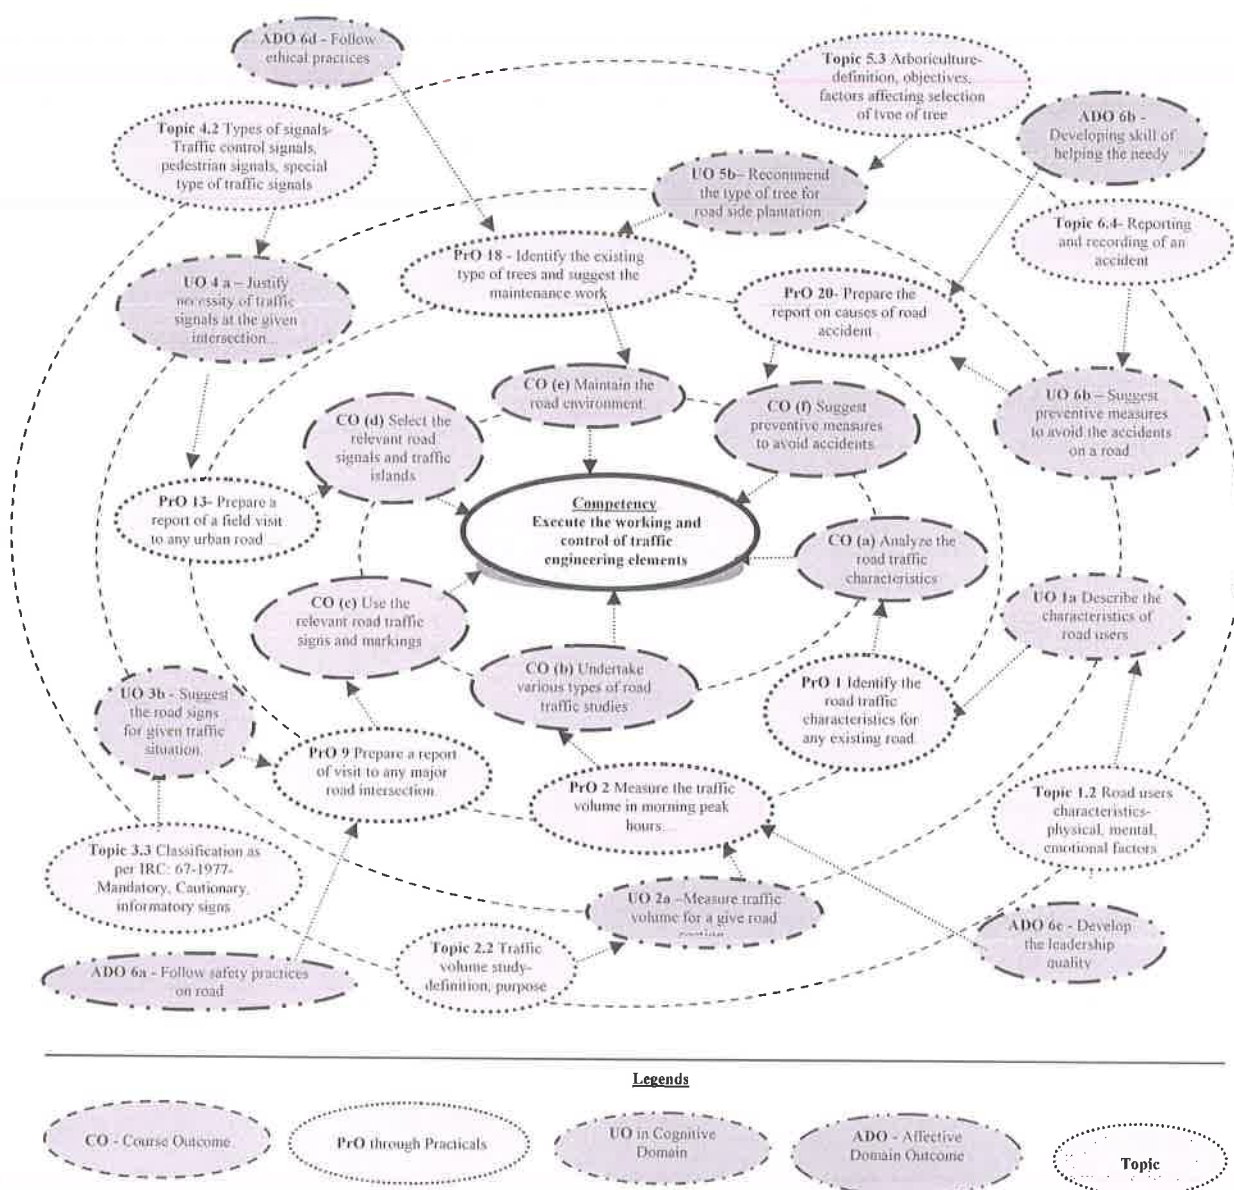 ADO 6d - Follow
ethical practices
Topic 5.3 Arboriculture-
definition, objectives,
factors affecting selection
of type of tree
ADO 6b -
Developing skill of
helping the needy
Topic 4.2 Types of signals-
Traffic control signals,
pedestrian signals, special
type of traffic signals
UO 5b– Recommend
the type of tree for
road side plantation
Topic 6.4- Reporting
and recording of an
accident
PrO 18 - Identify the existing
type of trees and suggest the
maintenance work
UO 4 a – Justify
necessity of traffic
signals at the given
intersection...
PrO 20- Prepare the
report on causes of road
accident
CO (e) Maintain the
road environment.
CO (d) Select the
relevant road
signals and traffic
islands
CO (f) Suggest
preventive measures
to avoid accidents
UO 6b – Suggest
preventive measures
to avoid the accidents
on a road
PrO 13- Prepare a
report of a field visit
to any urban road ...
Competency
Execute the working and
control of traffic
engineering elements
CO (a) Analyze the
road traffic
characteristics
CO (c) Use the
relevant road traffic
signs and markings
UO 1a Describe the
characteristics of
road users
CO (b) Undertake
various types of road
traffic studies
PrO 1 Identify the
road traffic
characteristics for
any existing road.
UO 3b - Suggest
the road signs
for given traffic
situation.
PrO 9 Prepare a report
of visit to any major
road intersection.
PrO 2 Measure the traffic
volume in morning peak
hours...
Topic 1.2 Road users
characteristics-
physical, mental,
emotional factors
Topic 3.3 Classification as
per IRC: 67-1977-
Mandatory, Cautionary,
informatory signs
UO 2a –Measure traffic
volume for a give road
Topic 2.2 Traffic
volume study-
definition, purpose
ADO 6c - Develop
the leadership
quality
ADO 6a - Follow safety practices
on road
Legends
CO - Course Outcome
PrO through Practicals
UO in Cognitive
Domain
ADO - Affective
Domain Outcome
Topic